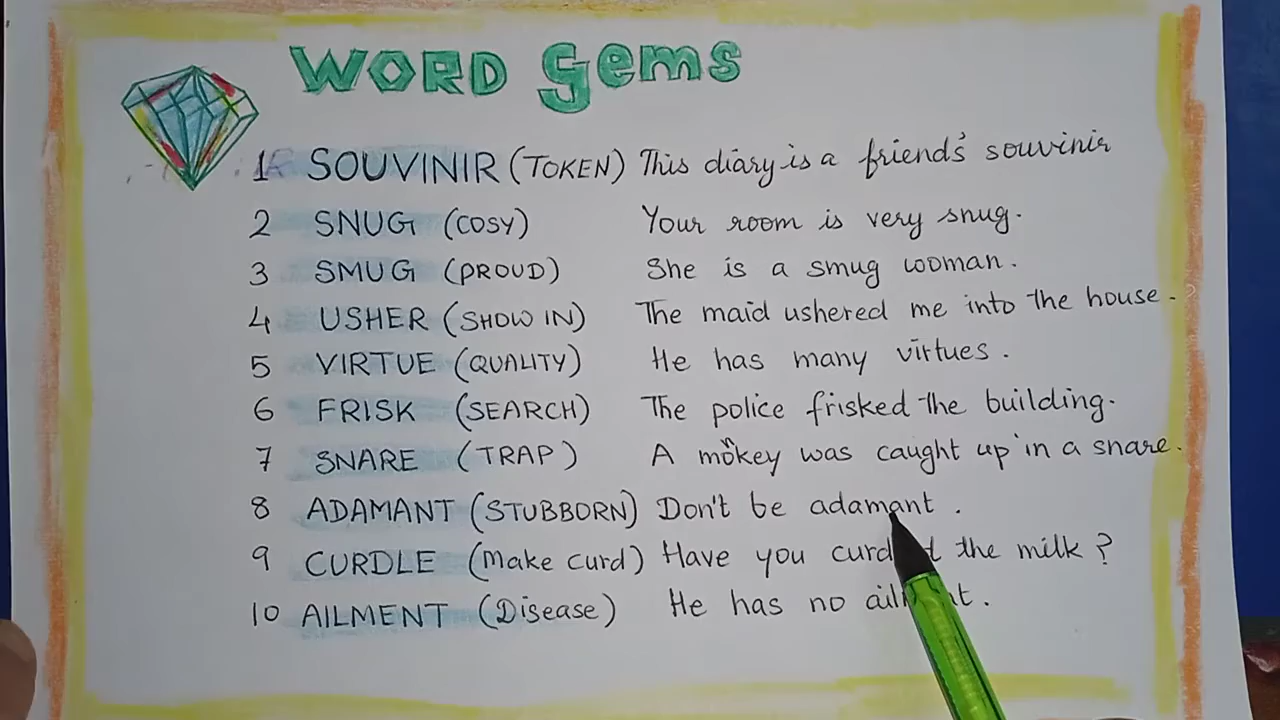 WORD Gems
1 SOUVINIR (TOKEN) This diary is a friend's souvinir
2 SNUG (COSY) Your room is very snug.
3 SMUG (PROUD) She is a smug woman.
4 USHER (SHOW IN) The maid ushered me into the house.
5 VIRTUE (QUALITY) He has many virtues.
6 FRISK (SEARCH) The police frisked the building.
7 SNARE (TRAP) A monkey was caught up in a snare.
8 ADAMANT (STUBBORN) Don't be adamant.
9 CURDLE (Make curd) Have you the milk?
10 AILMENT (Disease) He has no